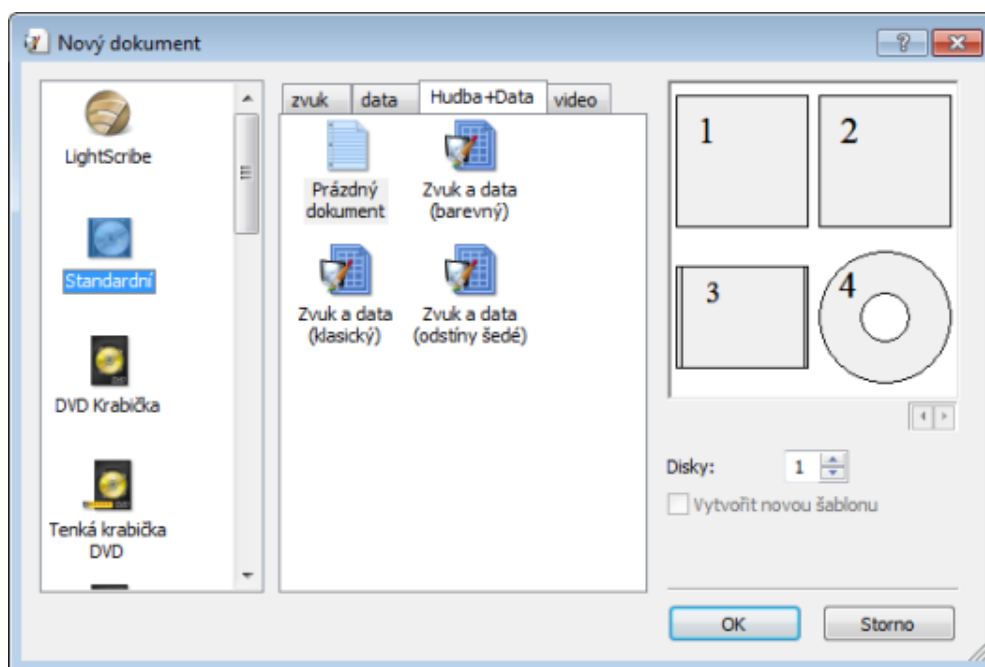 Nový dokument
LightScribe
Standardní
DVD Krabička
Tenká krabička
DVD
zvuk
data
Hudba+Data
video
Prázdný
dokument
Zvuk a data
(barevný)
Zvuk a data
(klasický)
Zvuk a data
(odstíny šedé)
1
2
3
4
Disky:
1
Vytvořit novou šablonu
OK
Storno